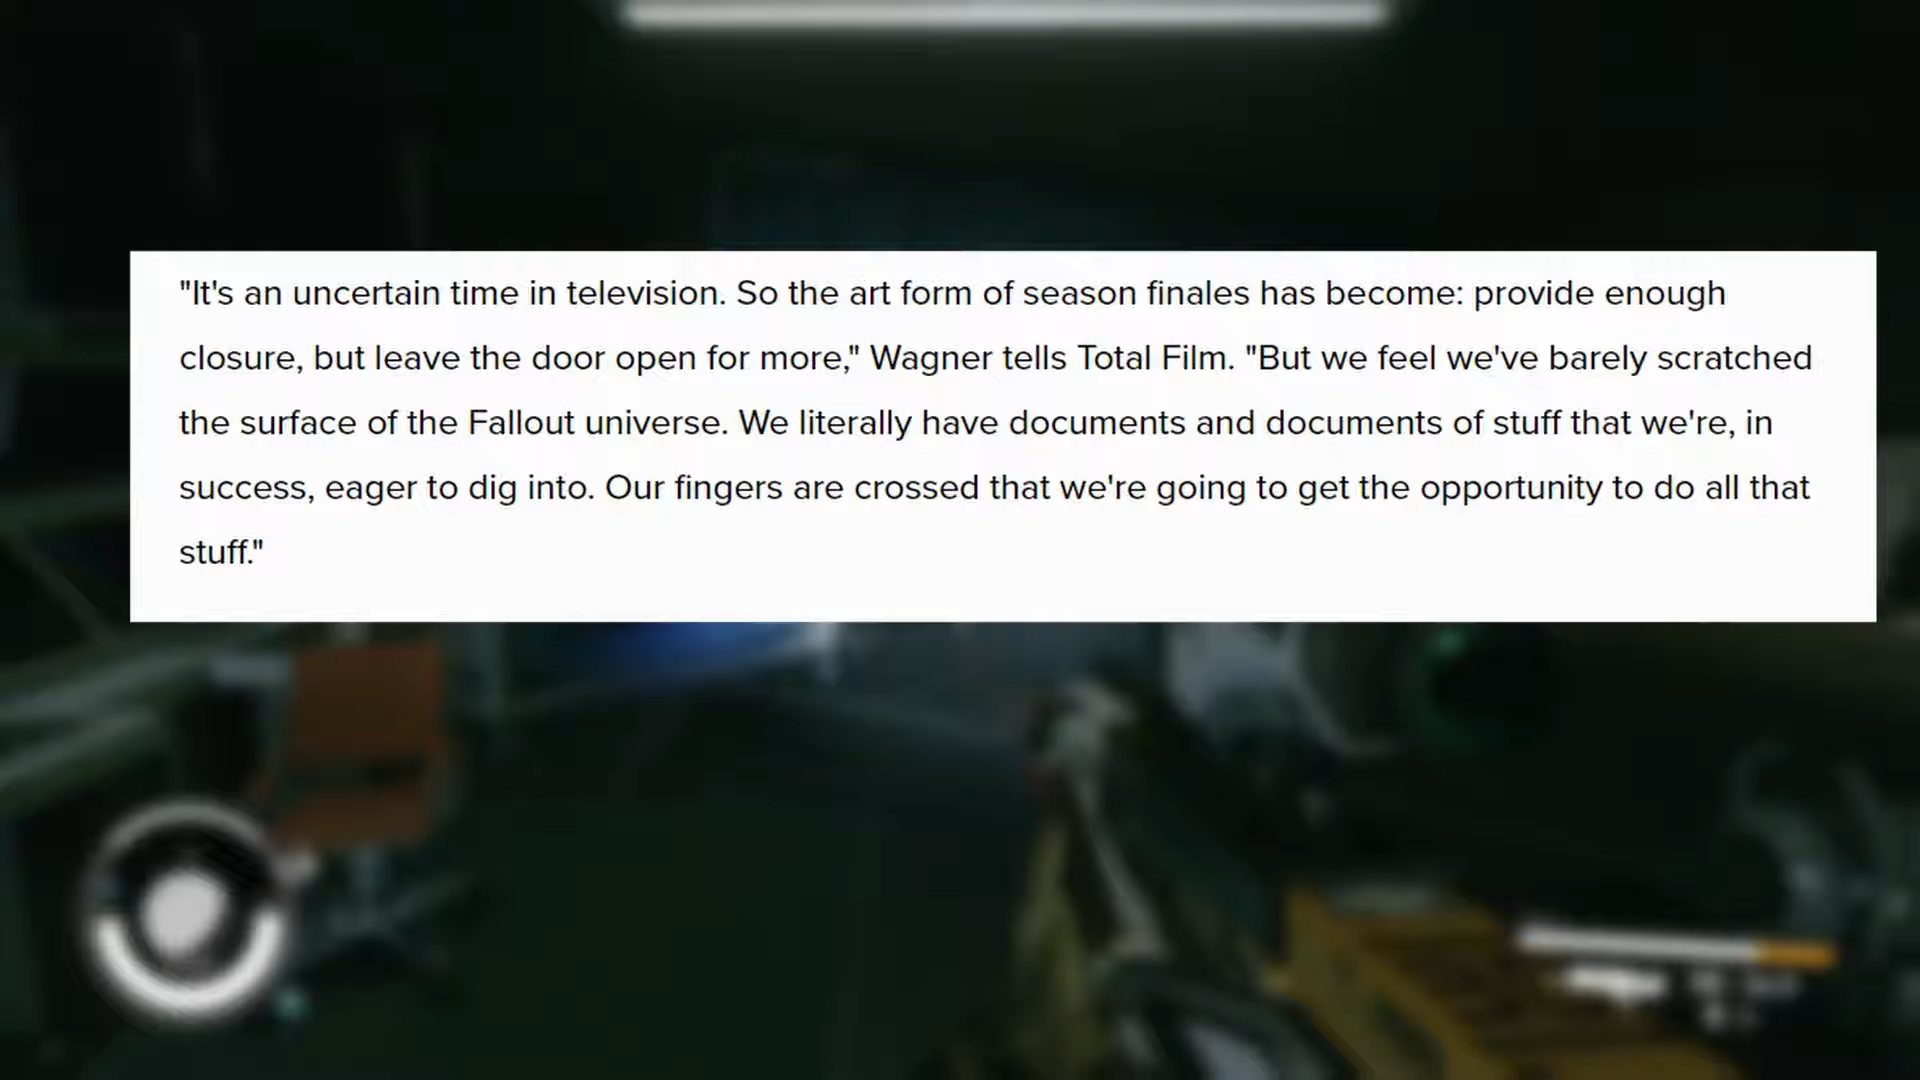 "It's an uncertain time in television. So the art form of season finales has become: provide enough
closure, but leave the door open for more," Wagner tells Total Film. "But we feel we've barely scratched
the surface of the Fallout universe. We literally have documents and documents of stuff that we're, in
success, eager to dig into. Our fingers are crossed that we're going to get the opportunity to do all that
stuff."